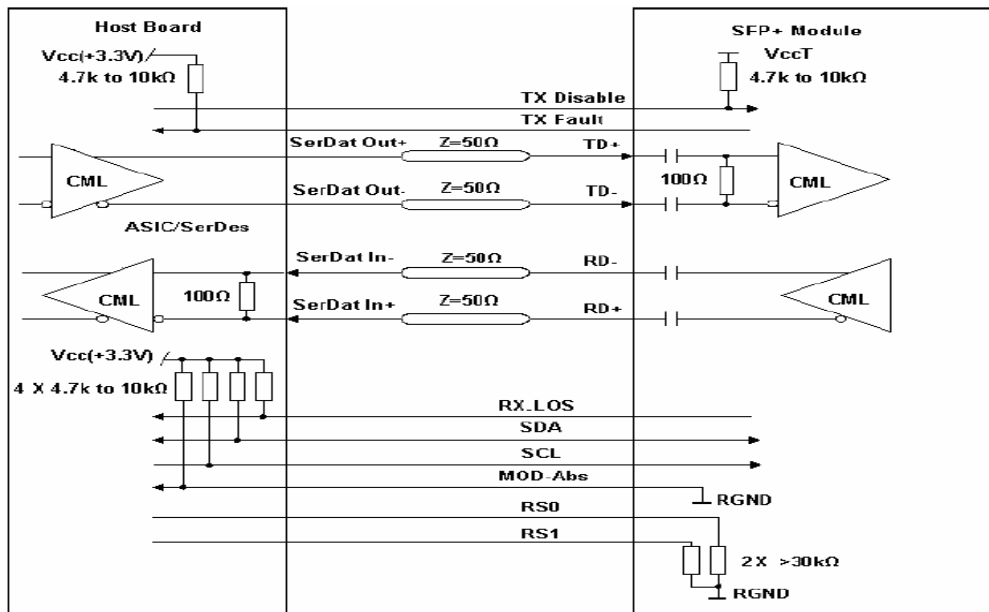 Host Board
SFP+ Module
Vcc(+3.3V)
4.7k to 10kΩ
VccT
4.7k to 10kΩ
TX Disable
TX Fault
SerDat Out+
Z=50Ω
TD+
CML
100Ω
CML
SerDat Out-
Z=50Ω
TD-
ASIC/SerDes
SerDat In-
Z=50Ω
RD-
CML
100Ω
CML
SerDat In+
Z=50Ω
RD+
Vcc(+3.3V)
4 X 4.7k to 10kΩ
RX-LOS
SDA
SCL
MOD-Abs
RGND
RS0
RS1
2 X >30kΩ
RGND